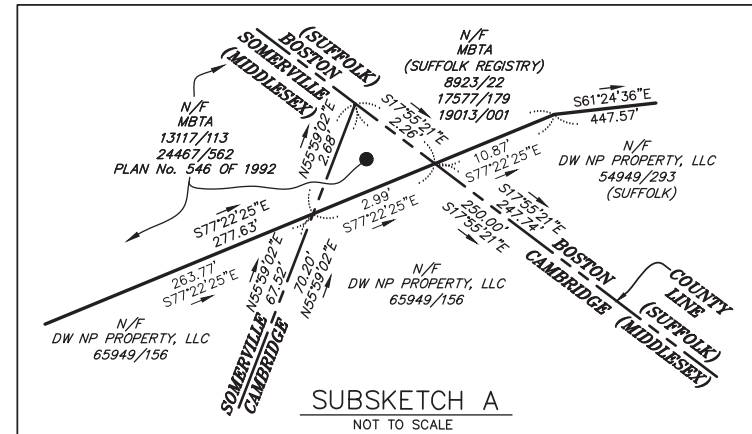 N/F
MBTA
(SUFFOLK REGISTRY)
8923/22
17577/179
19013/001
(SUFFOLK)
BOSTON
SOMERVILLE
(MIDDLESEX)
N/F
MBTA
13117/113
24467/562
PLAN No. 546 OF 1992
N55°59'02"E
2.68'
S17°55'21"E
2.26'
S61°24'36"E
447.57'
10.87'
S77°22'25"E
N/F
DW NP PROPERTY, LLC
54949/293
(SUFFOLK)
S77°22'25"E
277.63'
2.99'
S77°22'25"E
S17°55'21"E
247.74'
250.00'
S17°55'21"E
263.77'
S77°22'25"E
N55°59'02"E
67.52'
70.20'
N55°59'02"E
N/F
DW NP PROPERTY, LLC
65949/156
N/F
DW NP PROPERTY, LLC
65949/156
SOMERVILLE
CAMBRIDGE
BOSTON
CAMBRIDGE
(SUFFOLK)
(MIDDLESEX)
COUNTY
LINE
SUBSKETCH A
NOT TO SCALE